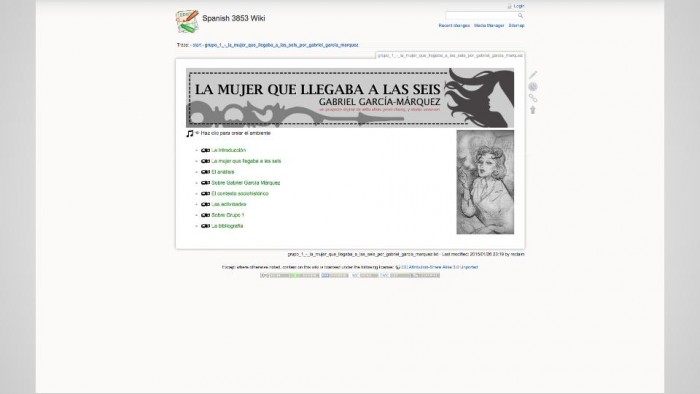 Login
Spanish 3853 Wiki
Recent changes Media Manager Sitemap
Trace: • start • grupo_1_-_la_mujer_que_llegaba_a_las_seis_por_gabriel_garcia_marquez
grupo_1_-_la_mujer_que_llegaba_a_las_seis_por_gabriel_garcia_marquez
LA MUJER QUE LLEGABA A LAS SEIS
GABRIEL GARCÍA-MÁRQUEZ
Haz clic para crear el ambiente
La introducción
La mujer que llegaba a las seis
El análisis
Sobre Gabriel García Márquez
El contexto sociohistórico
Las actividades
Sobre Grupo 1
La bibliografía
grupo_1_-_la_mujer_que_llegaba_a_las_seis_por_gabriel_garcia_marquez.txt · Last modified: 2015/01/26 23:19 by
Except where otherwise noted, content on this wiki is licensed under the following license: CC Attribution-Share Alike 3.0 Unported